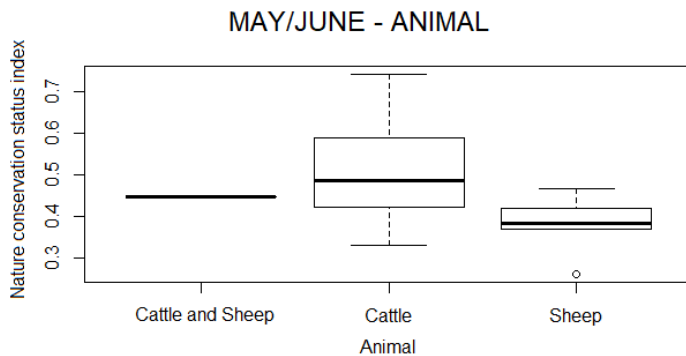 MAY/JUNE - ANIMAL
Nature conservation status index
0.7
0.6
0.5
0.4
0.3
Cattle and Sheep
Cattle
Sheep
Animal